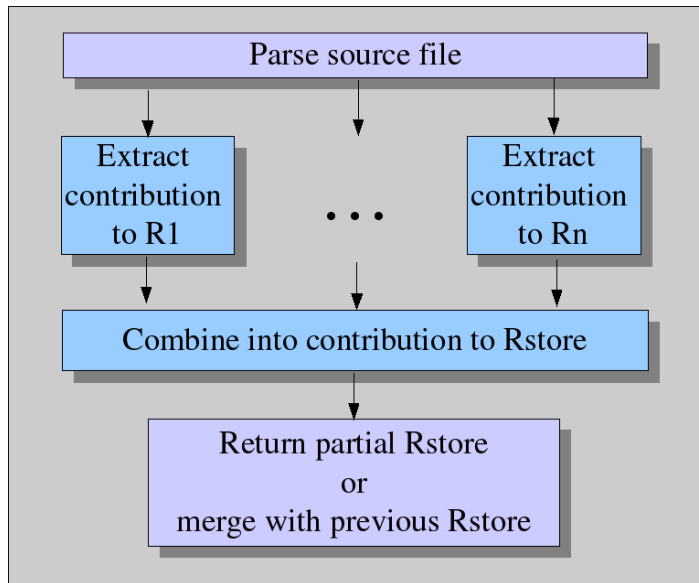 Parse source file
Extract
contribution
to R1
. . .
Extract
contribution
to Rn
Combine into contribution to Rstore
Return partial Rstore
or
merge with previous Rstore